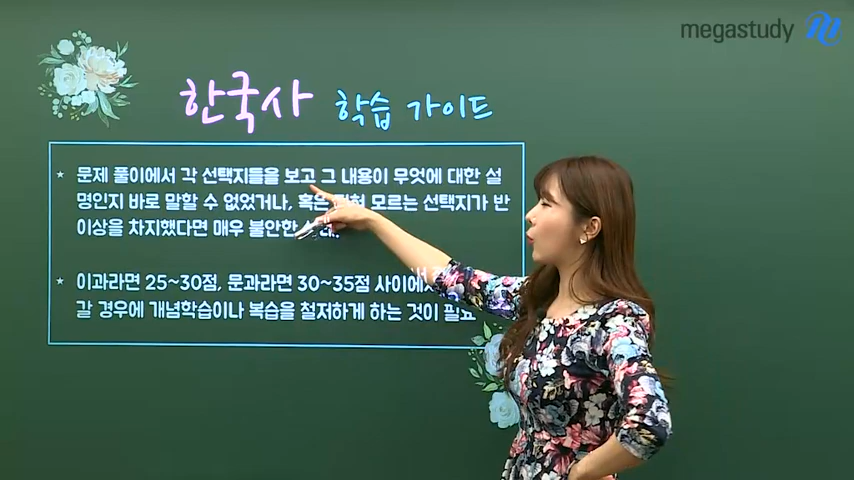 megastudy
한국사 학습 가이드
★ 문제 풀이에서 각 선택지들을 보고 그 내용이 무엇에 대한 설
명인지 바로 말할 수 없었거나, 혹은 모르는 선택지가 반
이상을 차지했다면 매우 불안한
★ 이과라면 25~30점, 문과라면 30~35점 사이에서
갈 경우에 개념학습이나 복습을 철저하게 하는 것이 필요